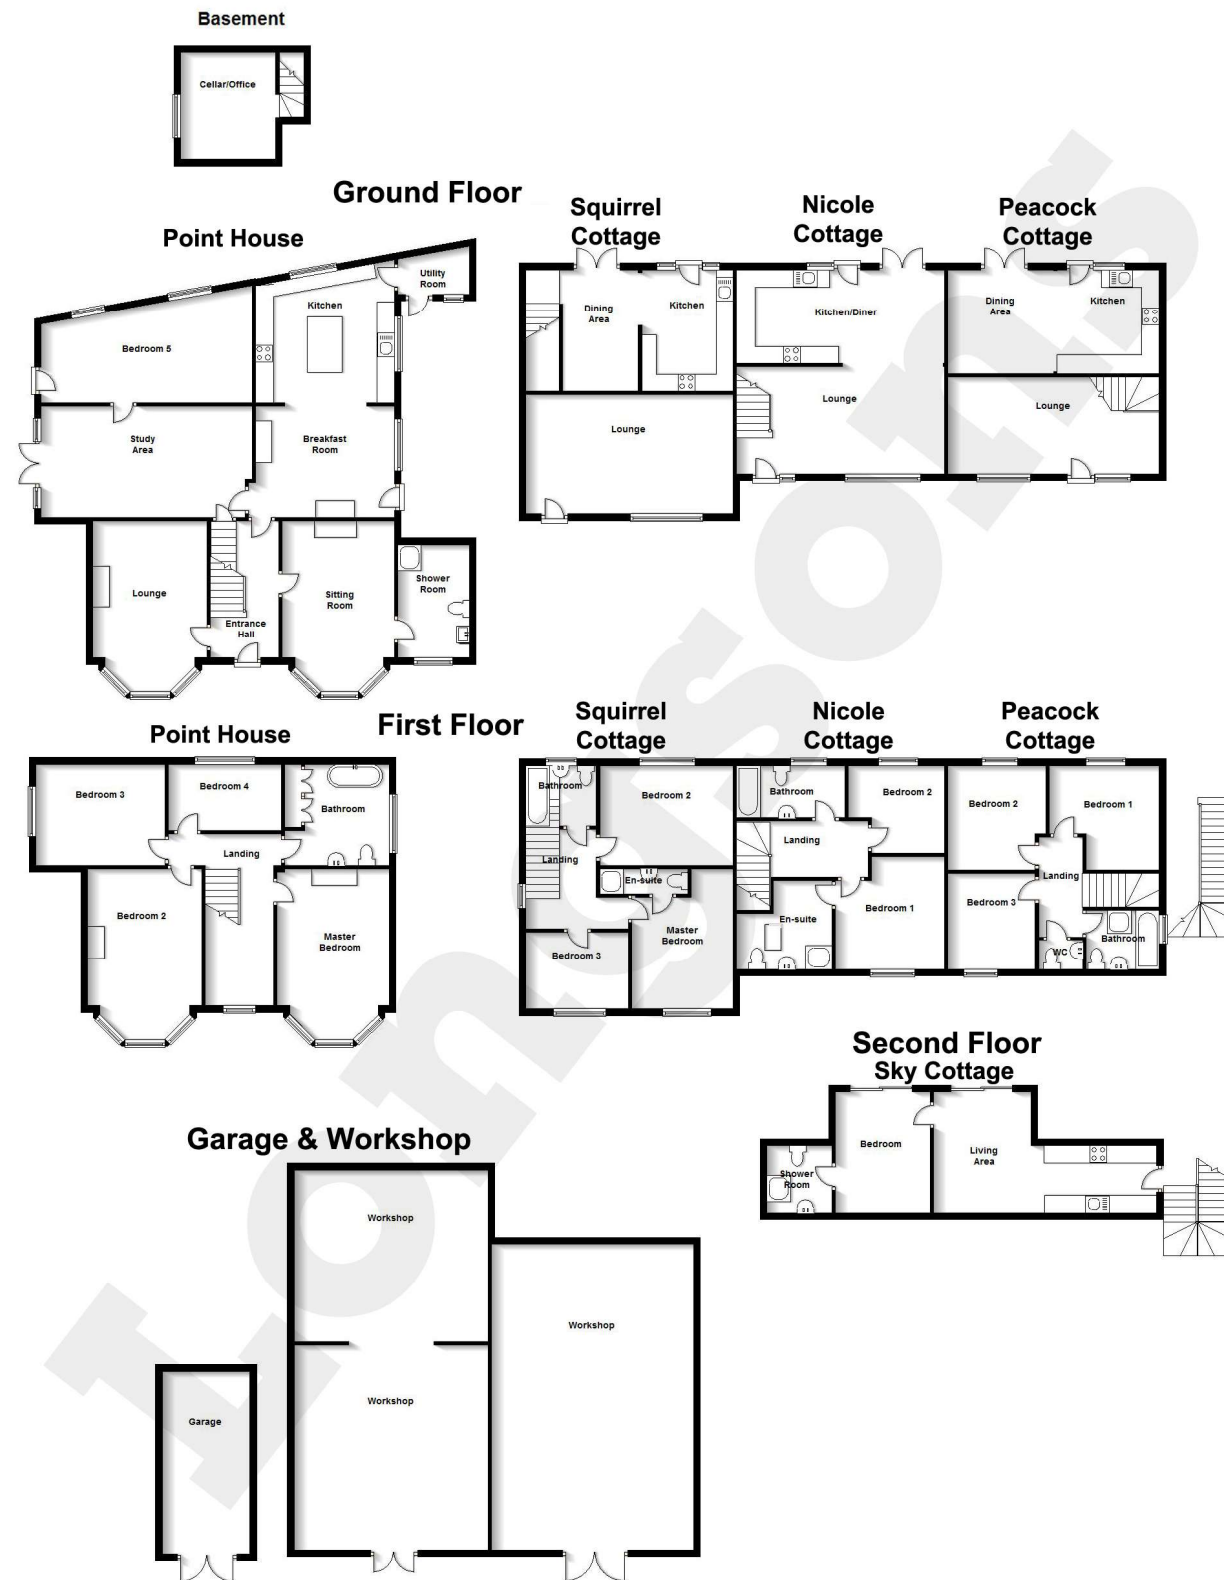 Basement
Cellar/Office
Ground Floor
Point House
Squirrel
Cottage
Nicole
Cottage
Peacock
Cottage
Utility
Room
Kitchen
Bedroom 5
Study
Area
Breakfast
Room
Lounge
Entrance
Hall
Sitting
Room
Shower
Room
Dining
Area
Kitchen
Lounge
Kitchen/Diner
Lounge
Dining
Area
Kitchen
Lounge
First Floor
Point House
Squirrel
Cottage
Nicole
Cottage
Peacock
Cottage
Bedroom 3
Bedroom 4
Bathroom
Landing
Bedroom 2
Master
Bedroom
Bathroom
Bedroom 2
Landing
En-suite
Master
Bedroom
Bedroom 3
Bathroom
Bedroom 2
Landing
Bedroom 1
En-suite
Bedroom 2
Bedroom 1
Landing
Bedroom 3
WC
Bathroom
Second Floor
Sky Cottage
Bedroom
Living
Area
Shower
Room
Garage & Workshop
Workshop
Workshop
Workshop
Garage
Longsons